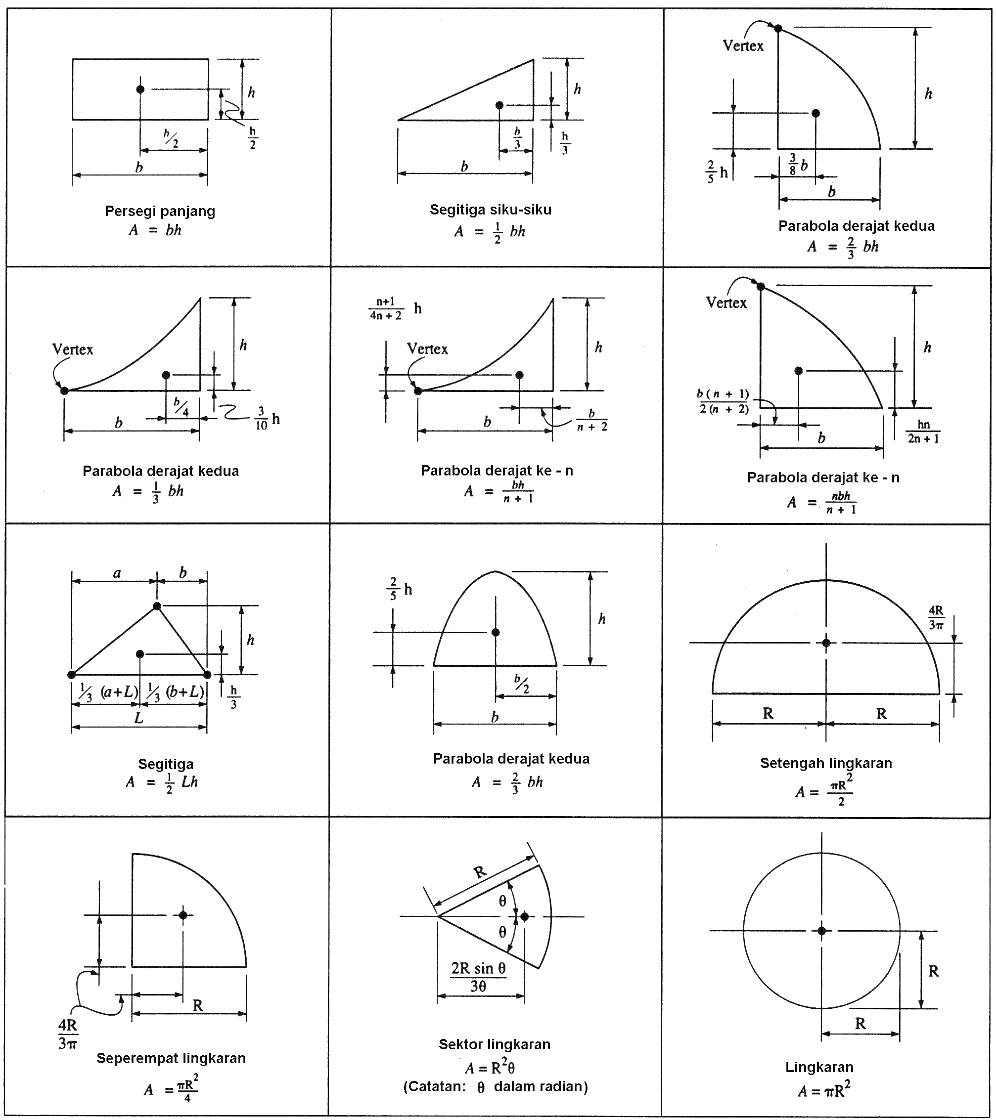 h
h/2
b/2
b
Persegi panjang
A = bh
h
b/3
h/3
b
Segitiga siku-siku
A = 1/2 bh
Vertex
h
2/5 h
3/8 b
b
Parabola derajat kedua
A = 2/3 bh
Vertex
h
b/4
3/10 h
b
Parabola derajat kedua
A = 1/3 bh
n+1/4n + 2 h
Vertex
h
b/n + 2
b
Parabola derajat ke - n
A = bh/n + 1
Vertex
h
b ( n + 1)/2 ( n + 2)
hn/2n + 1
b
Parabola derajat ke - n
A = nbh/n + 1
a
b
h
1/3 (a+L)
1/3 (b+L)
h/3
L
Segitiga
A = 1/2 Lh
2/5 h
h
b/2
b
Parabola derajat kedua
A = 2/3 bh
4R/3π
R
R
Setengah lingkaran
A = πR²/2
R
4R/3π
Seperempat lingkaran
A = πR²/4
R
θ
θ
2R sin θ/3θ
Sektor lingkaran
A = R²θ
(Catatan: θ dalam radian)
R
R
Lingkaran
A = πR²